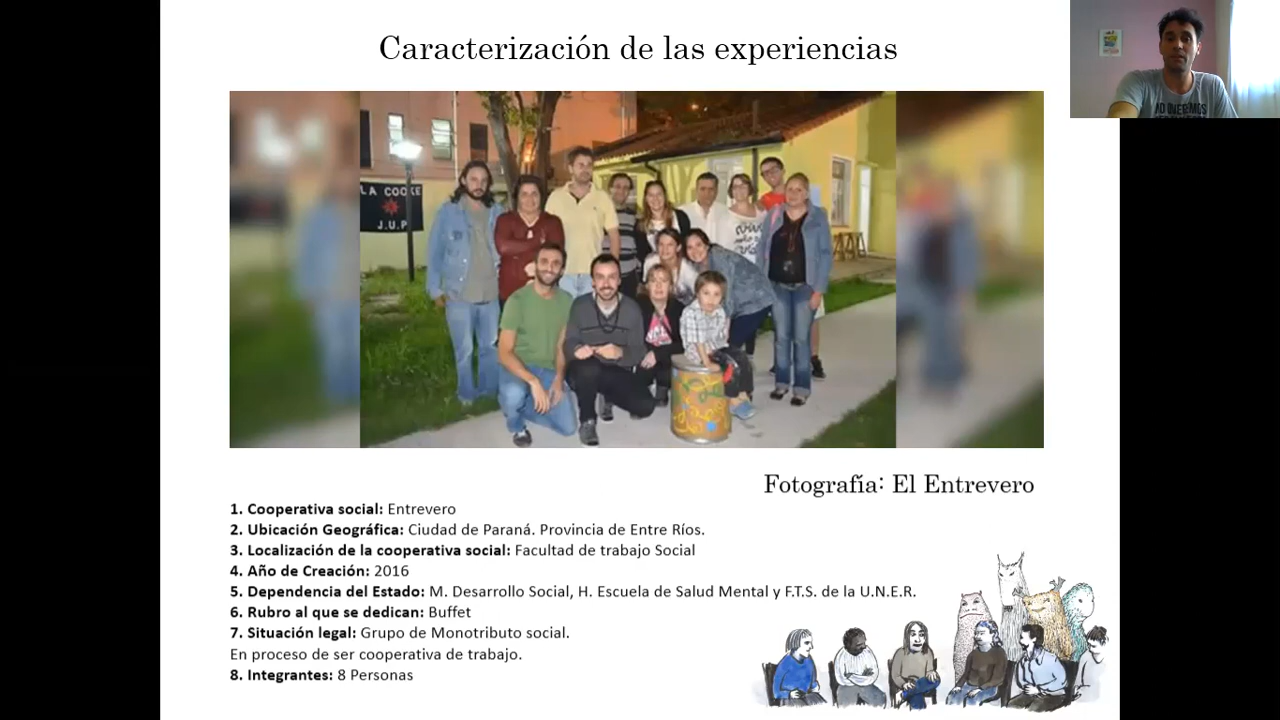 Caracterización de las experiencias
LA COOKE
J.U.P
Fotografía: El Entrevero
1. Cooperativa social: Entrevero
2. Ubicación Geográfica: Ciudad de Paraná. Provincia de Entre Ríos.
3. Localización de la cooperativa social: Facultad de trabajo Social
4. Año de Creación: 2016
5. Dependencia del Estado: M. Desarrollo Social, H. Escuela de Salud Mental y F.T.S. de la U.N.E.R.
6. Rubro al que se dedican: Buffet
7. Situación legal: Grupo de Monotributo social.
En proceso de ser cooperativa de trabajo.
8. Integrantes: 8 Personas